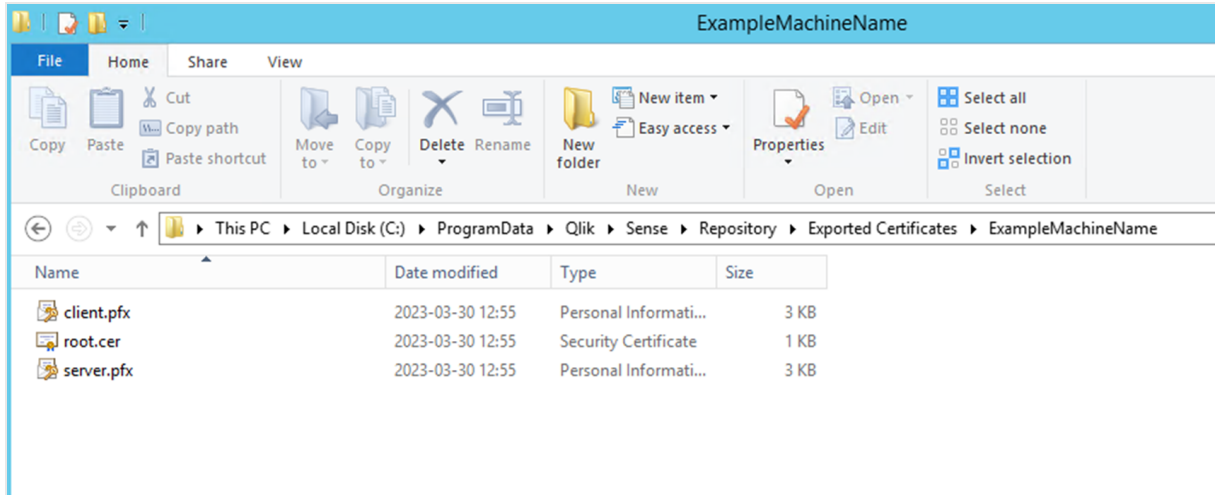 ExampleMachineName
File Home Share View
Copy
Paste
Cut
Copy path
Paste shortcut
Clipboard
Move to
Copy to
Delete
Rename
Organize
New folder
New item
Easy access
New
Properties
Open
Edit
Open
Select all
Select none
Invert selection
Select
This PC Local Disk (C:) ProgramData Qlik Sense Repository Exported Certificates ExampleMachineName
Name Date modified Type Size
client.pfx 2023-03-30 12:55 Personal Informati... 3 KB
root.cer 2023-03-30 12:55 Security Certificate 1 KB
server.pfx 2023-03-30 12:55 Personal Informati... 3 KB